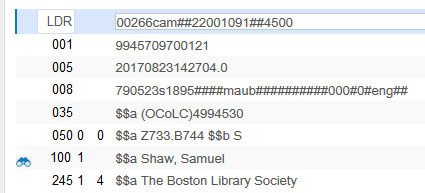 LDR 00266cam##22001091##4500
001 9945709700121
005 20170823142704.0
008 790523s1895####maub##########000#0#eng##
035 $$a (OCoLC)4994530
050 0 0 $$a Z733.B744 $$b S
100 1 $$a Shaw, Samuel
245 1 4 $$a The Boston Library Society